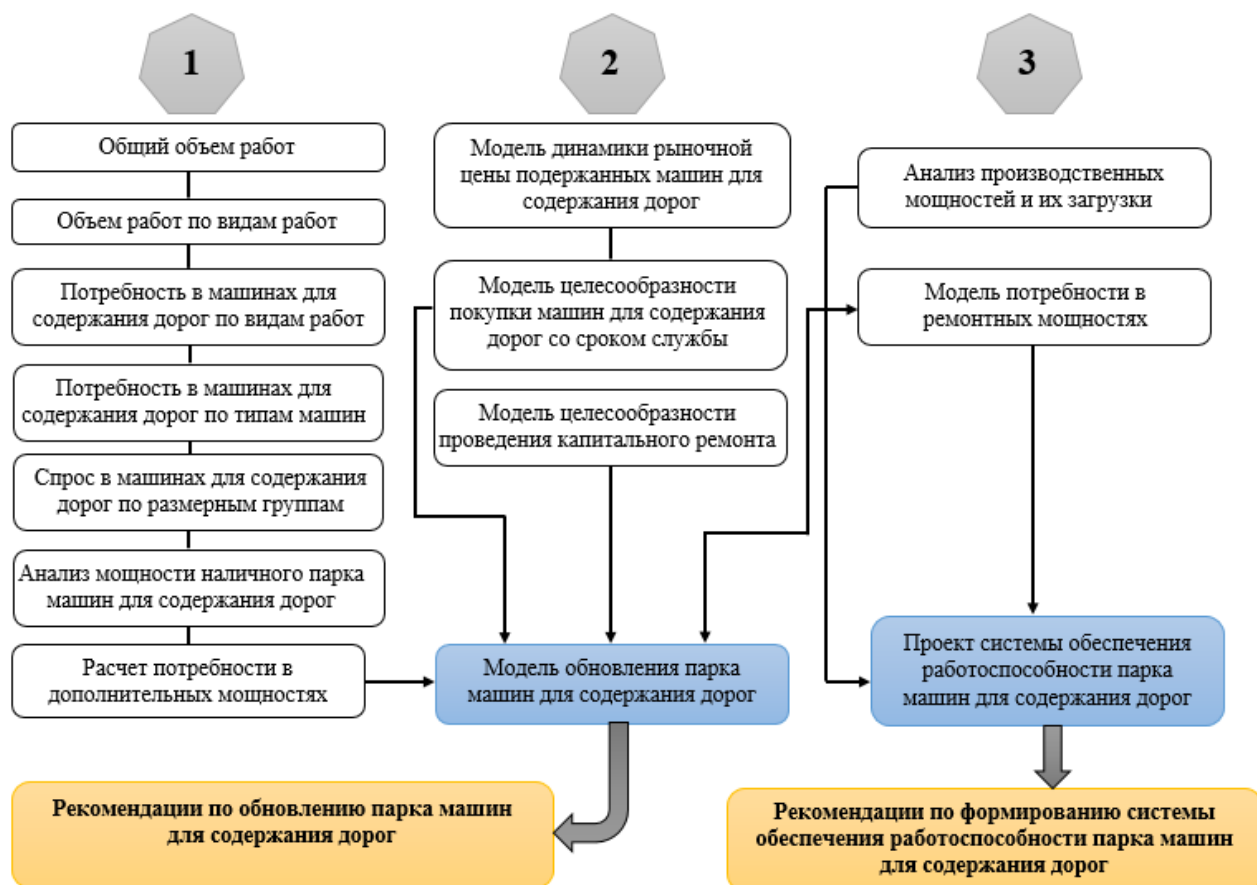 1
Общий объем работ
Объем работ по видам работ
Потребность в машинах для
содержания дорог по видам работ
Потребность в машинах для
содержания дорог по типам машин
Спрос в машинах для содержания
дорог по размерным группам
Анализ мощности наличного парка
машин для содержания дорог
Расчет потребности в
дополнительных мощностях
2
Модель динамики рыночной
цены подержанных машин для
содержания дорог
Модель целесообразности
покупки машин для содержания
дорог со сроком службы
Модель целесообразности
проведения капитального ремонта
Модель обновления парка
машин для содержания дорог
3
Анализ производственных
мощностей и их загрузки
Модель потребности в
ремонтных мощностях
Проект системы обеспечения
работоспособности парка
машин для содержания дорог
Рекомендации по обновлению парка машин
для содержания дорог
Рекомендации по формированию системы
обеспечения работоспособности парка машин
для содержания дорог